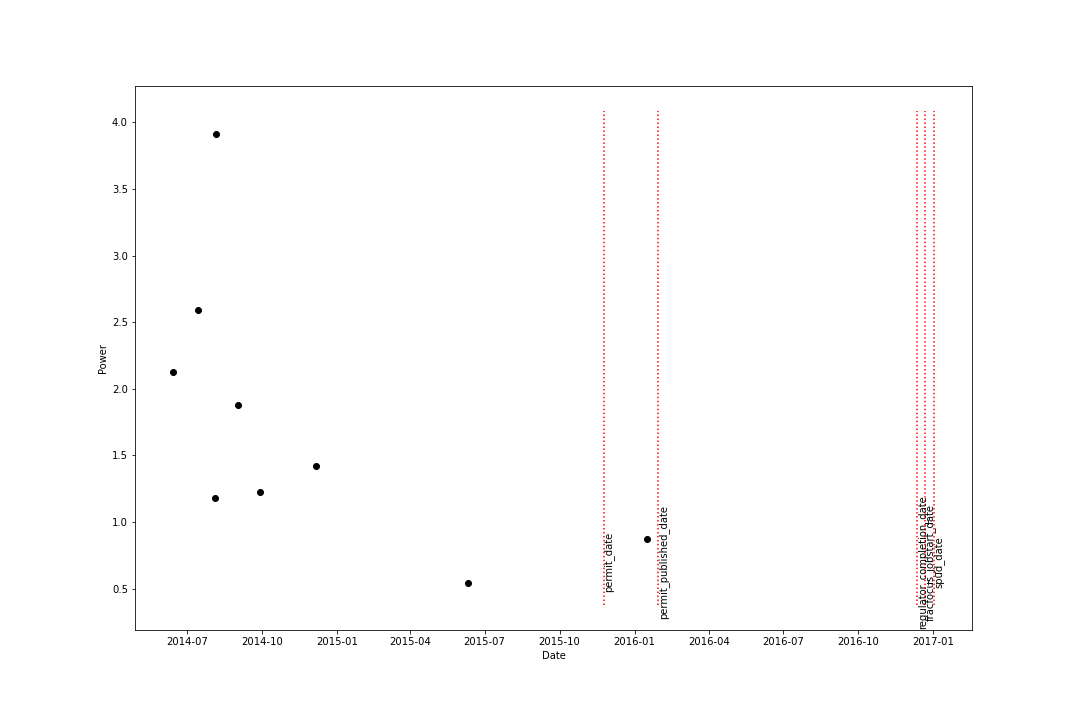 4.0
3.5
3.0
2.5
2.0
1.5
1.0
0.5
Power
permit_date
permit_published_date
regulator_completion_date
fracfocus_jobstart_date
spud_date
2014-07 2014-10 2015-01 2015-04 2015-07 2015-10 2016-01 2016-04 2016-07 2016-10 2017-01
Date